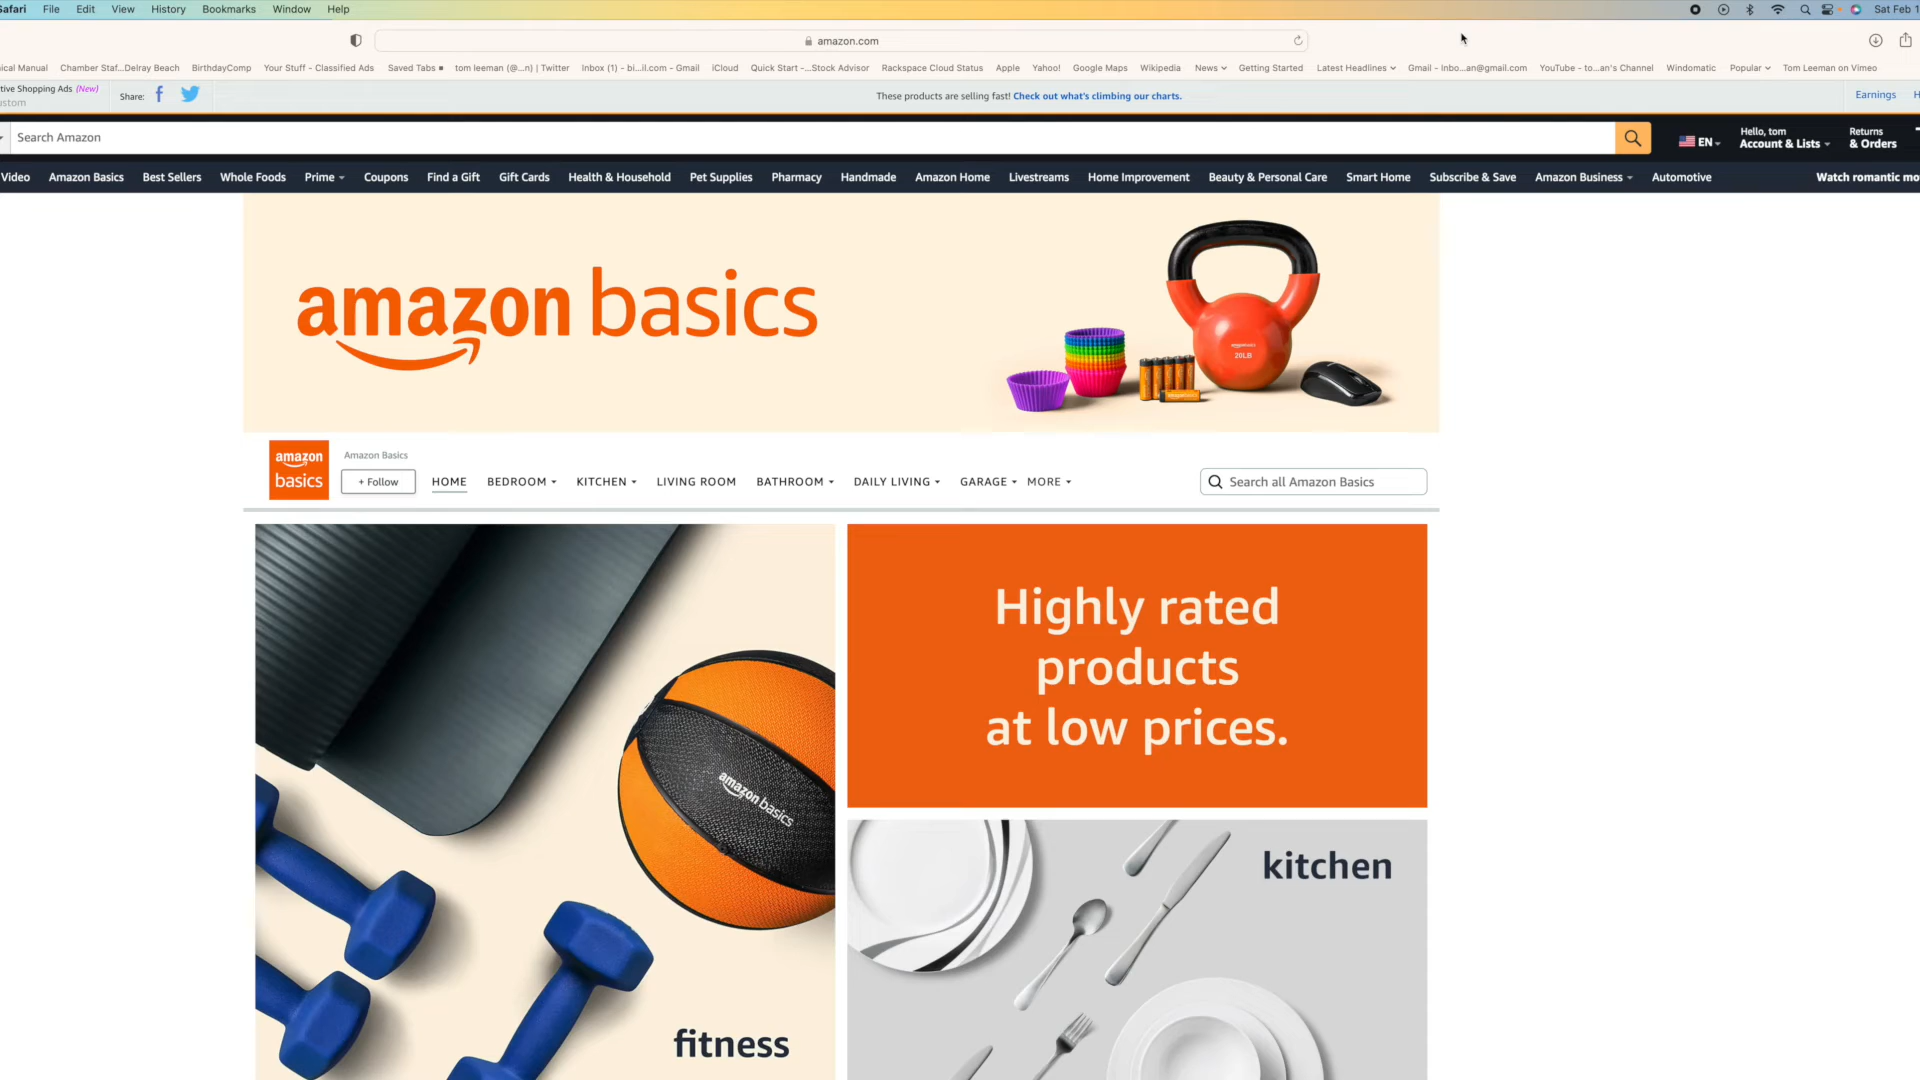 Safari File Edit View History Bookmarks Window Help Sat Feb 1
amazon.com
ical Manual Chamber Staf...Delray Beach BirthdayComp Your Stuff - Classified Ads Saved Tabs tom leeman (@...n) | Twitter Inbox (1) - bi...il.com - Gmail iCloud Quick Start -...Stock Advisor Rackspace Cloud Status Apple Yahoo! Google Maps Wikipedia News Getting Started Latest Headlines Gmail - Inbo...an@gmail.com YouTube - to...an's Channel Windomatic Popular Tom Leeman on Vimeo
tive Shopping Ads (New)
ustom
Share:
These products are selling fast! Check out what's climbing our charts.
Earnings H
Search Amazon
EN
Hello, tom
Account & Lists
Returns
& Orders
Video Amazon Basics Best Sellers Whole Foods Prime Coupons Find a Gift Gift Cards Health & Household Pet Supplies Pharmacy Handmade Amazon Home Livestreams Home Improvement Beauty & Personal Care Smart Home Subscribe & Save Amazon Business Automotive Watch romantic mo
amazon basics
20LB
amazon
basics
Amazon Basics
+ Follow HOME BEDROOM KITCHEN LIVING ROOM BATHROOM DAILY LIVING GARAGE MORE Search all Amazon Basics
Highly rated
products
at low prices.
amazon basics
kitchen
fitness